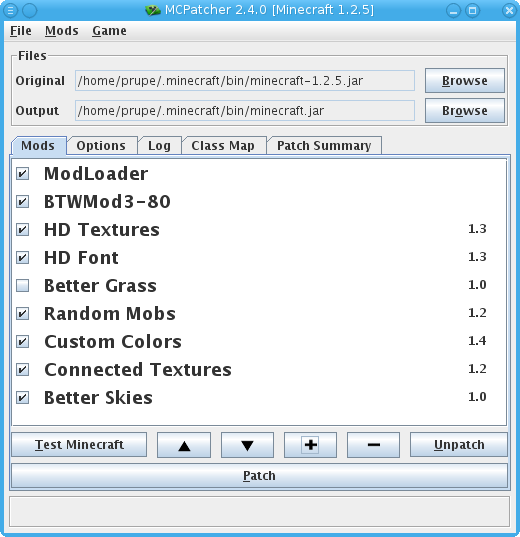 MCPatcher 2.4.0 [Minecraft 1.2.5]
File Mods Game
Files
Original /home/prupe/.minecraft/bin/minecraft-1.2.5.jar Browse
Output /home/prupe/.minecraft/bin/minecraft.jar Browse
Mods Options Log Class Map Patch Summary
ModLoader
BTWMod3-80
HD Textures 1.3
HD Font 1.3
Better Grass 1.0
Random Mobs 1.2
Custom Colors 1.4
Connected Textures 1.2
Better Skies 1.0
Test Minecraft Unpatch
Patch